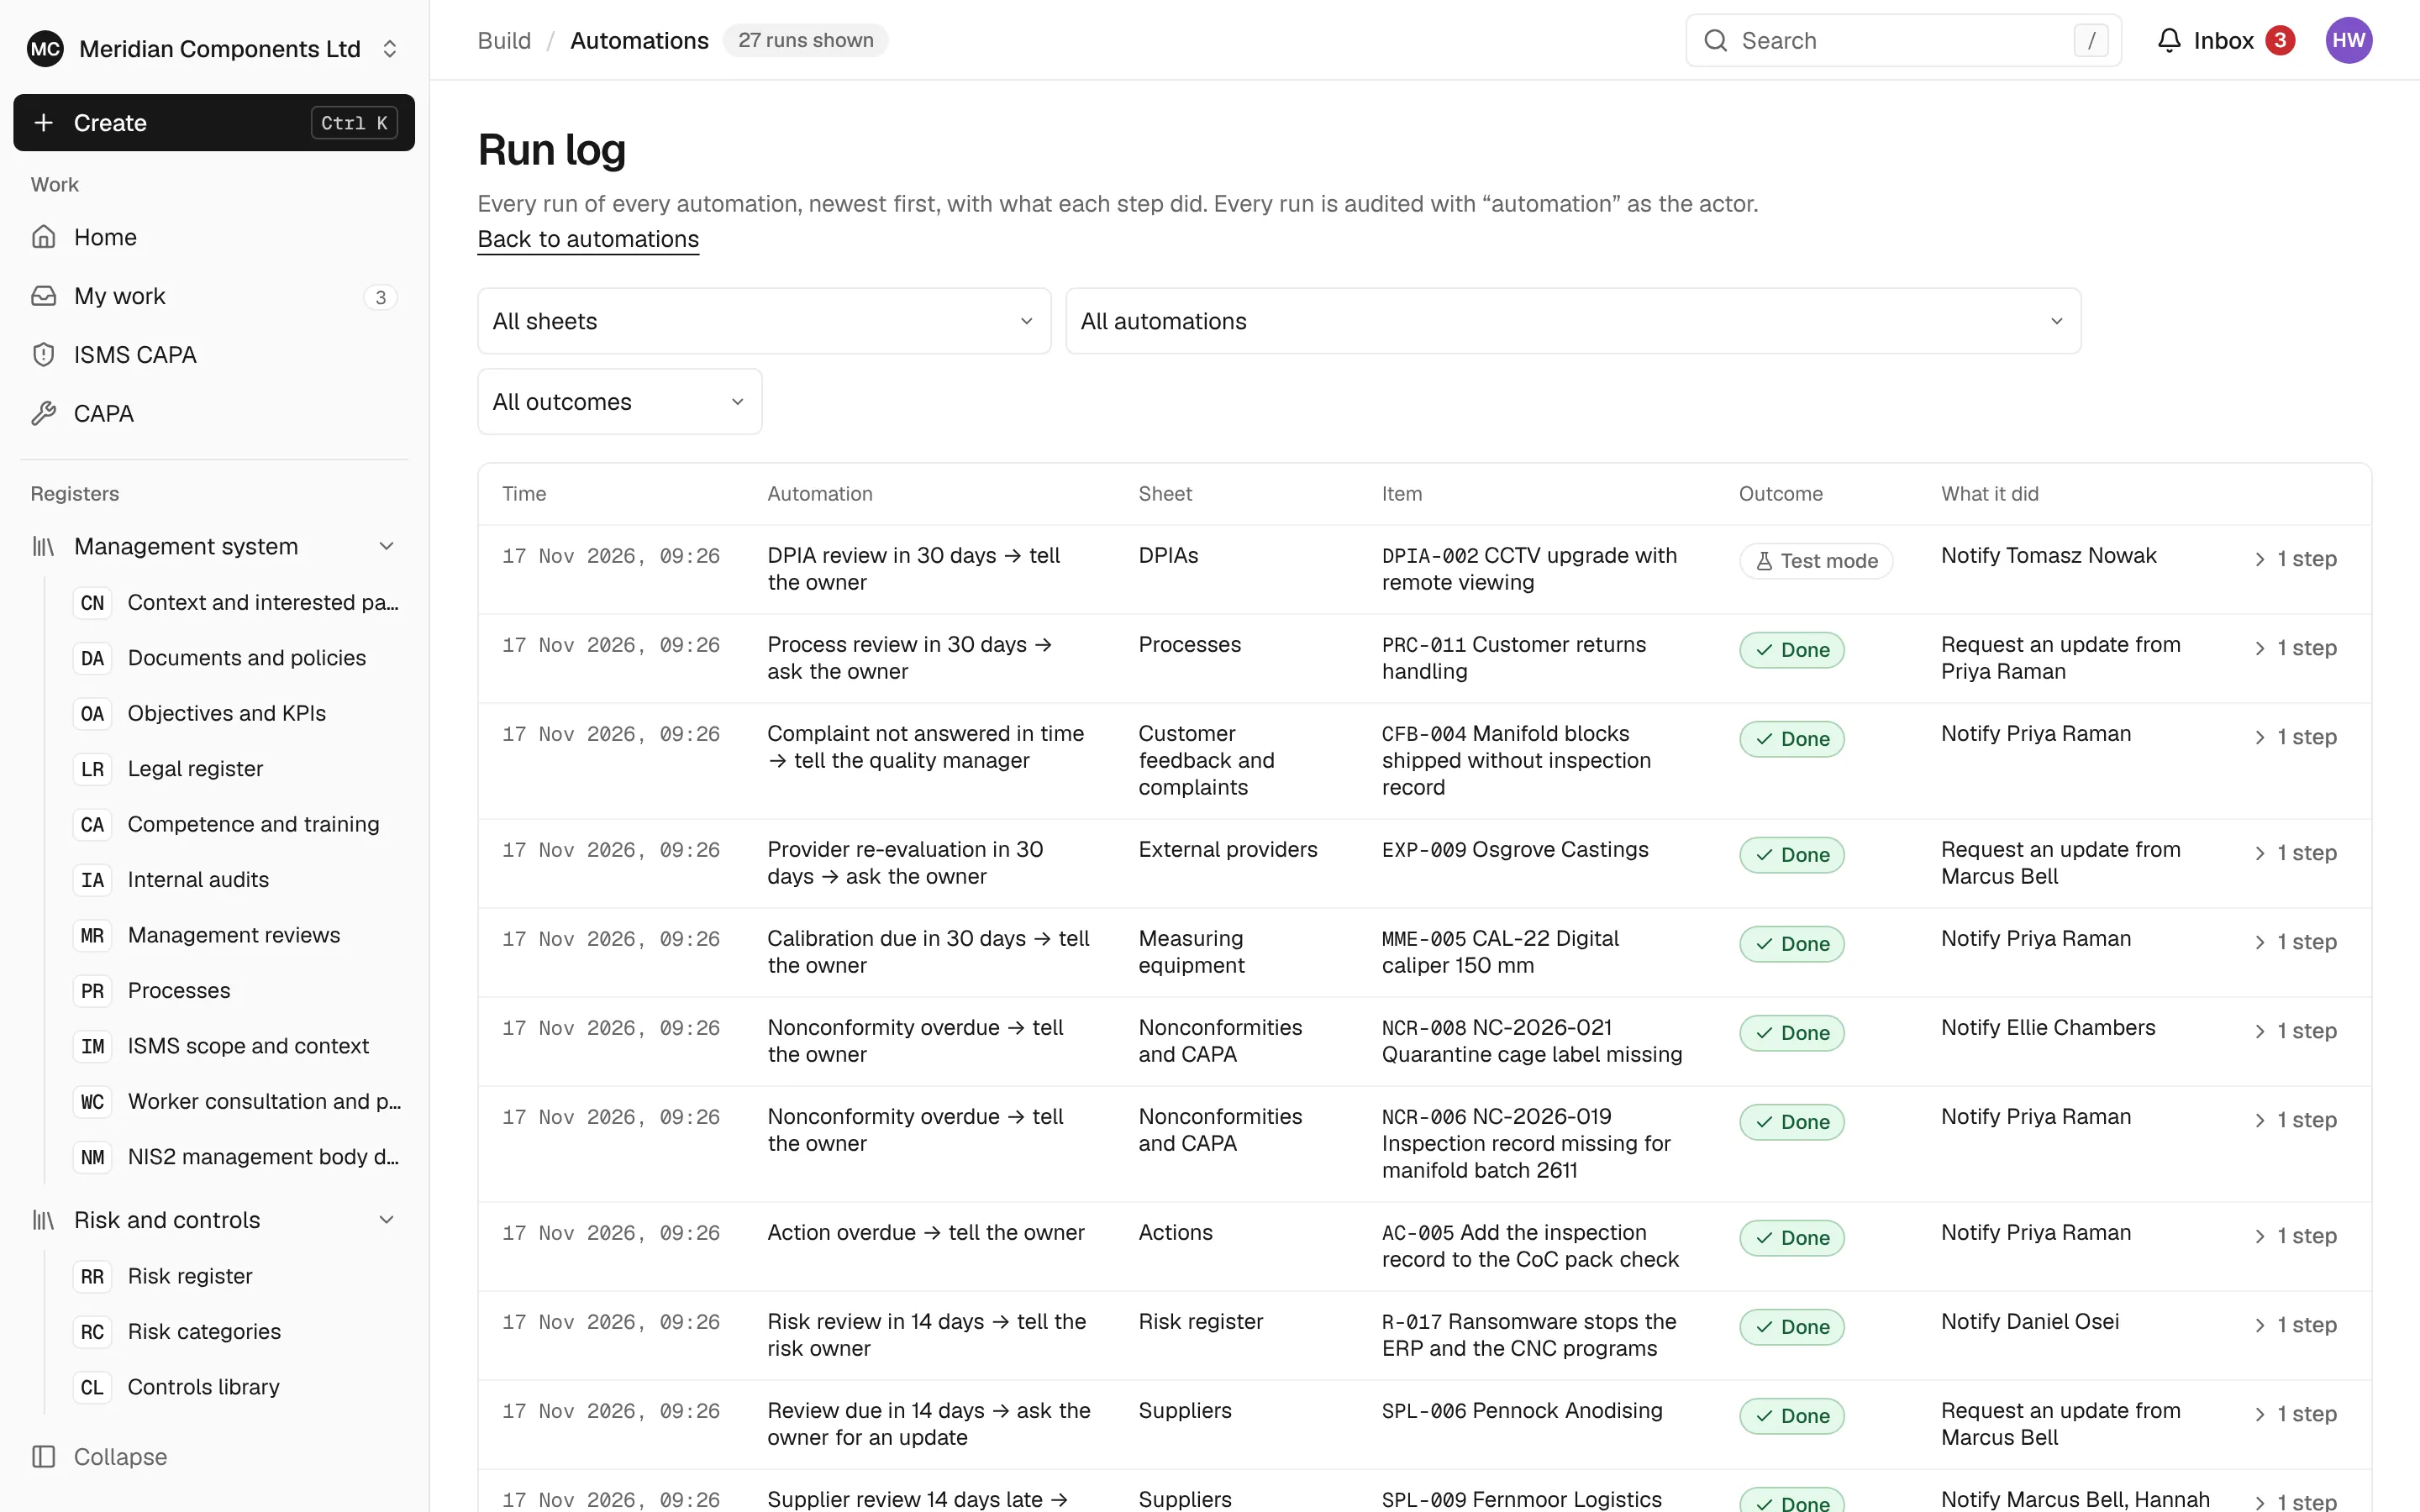 MC Meridian Components Ltd
Create Ctrl K
Work
Home
My work 3
ISMS CAPA
CAPA
Registers
Management system
CN Context and interested pa...
DA Documents and policies
OA Objectives and KPIs
LR Legal register
CA Competence and training
IA Internal audits
MR Management reviews
PR Processes
IM ISMS scope and context
WC Worker consultation and p...
NM NIS2 management body d...
Risk and controls
RR Risk register
RC Risk categories
CL Controls library
Collapse
Build / Automations 27 runs shown
Search /
Inbox 3
HW
Run log
Every run of every automation, newest first, with what each step did. Every run is audited with “automation” as the actor.
Back to automations
All sheets
All automations
All outcomes
Time Automation Sheet Item Outcome What it did
17 Nov 2026, 09:26 DPIA review in 30 days → tell DPIAs DPIA-002 CCTV upgrade with Test mode Notify Tomasz Nowak 1 step
the owner remote viewing
17 Nov 2026, 09:26 Process review in 30 days → Processes PRC-011 Customer returns Done Request an update from 1 step
ask the owner handling Priya Raman
17 Nov 2026, 09:26 Complaint not answered in time Customer CFB-004 Manifold blocks Done Notify Priya Raman 1 step
→ tell the quality manager feedback and shipped without inspection
complaints record
17 Nov 2026, 09:26 Provider re-evaluation in 30 External providers EXP-009 Osgrove Castings Done Request an update from 1 step
days → ask the owner Marcus Bell
17 Nov 2026, 09:26 Calibration due in 30 days → tell Measuring MME-005 CAL-22 Digital Done Notify Priya Raman 1 step
the owner equipment caliper 150 mm
17 Nov 2026, 09:26 Nonconformity overdue → tell Nonconformities NCR-008 NC-2026-021 Done Notify Ellie Chambers 1 step
the owner and CAPA Quarantine cage label missing
17 Nov 2026, 09:26 Nonconformity overdue → tell Nonconformities NCR-006 NC-2026-019 Done Notify Priya Raman 1 step
the owner and CAPA Inspection record missing for
manifold batch 2611
17 Nov 2026, 09:26 Action overdue → tell the owner Actions AC-005 Add the inspection Done Notify Priya Raman 1 step
record to the CoC pack check
17 Nov 2026, 09:26 Risk review in 14 days → tell the Risk register R-017 Ransomware stops the Done Notify Daniel Osei 1 step
risk owner ERP and the CNC programs
17 Nov 2026, 09:26 Review due in 14 days → ask the Suppliers SPL-006 Pennock Anodising Done Request an update from 1 step
owner for an update Marcus Bell
17 Nov 2026, 09:26 Supplier review 14 days late → Suppliers SPL-009 Fernmoor Logistics Done Notify Marcus Bell, Hannah 1 step